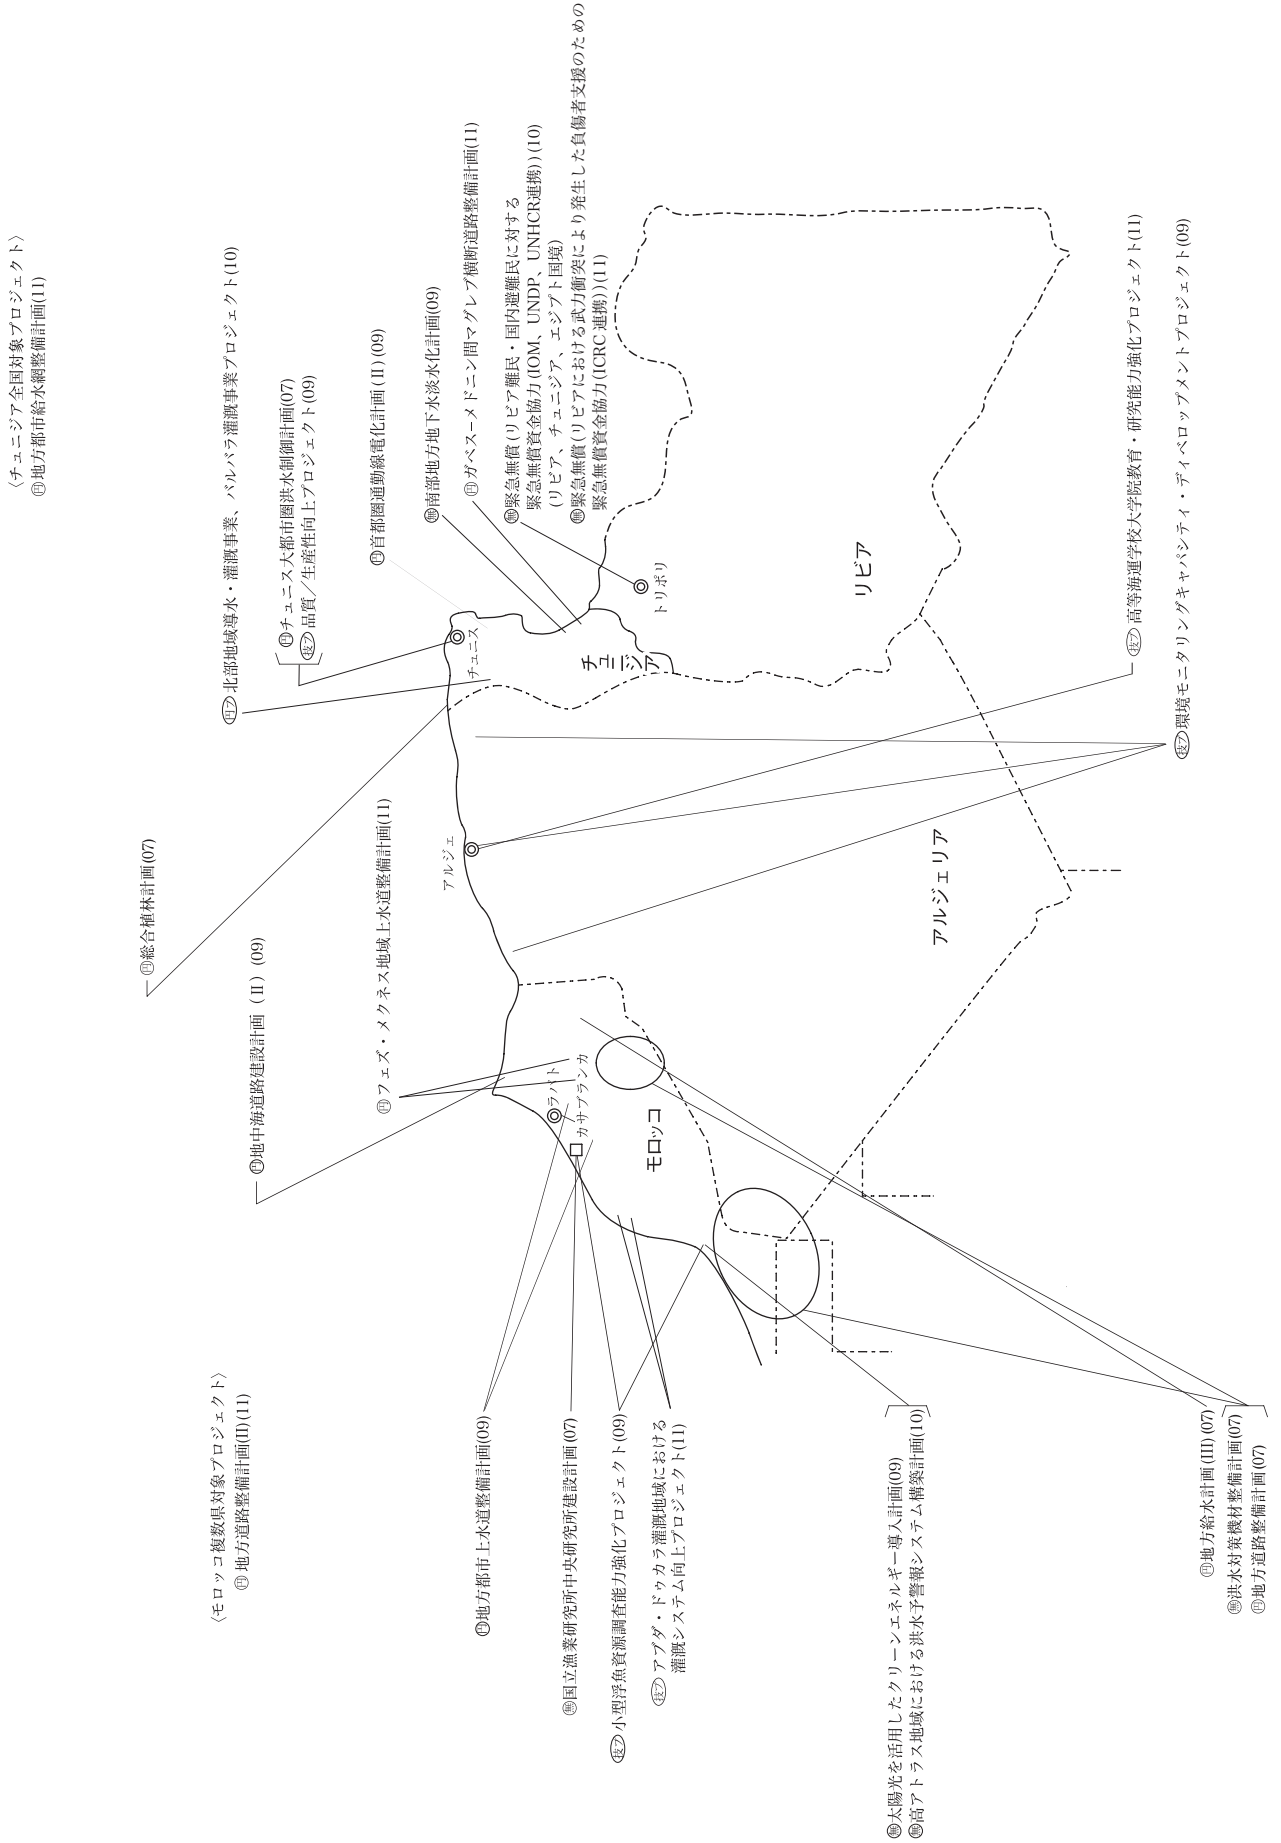 〈チュニジア全国対象プロジェクト〉
㊀地方都市給水網整備計画(11)
円プ 北部地域導水・灌漑事業、バルバラ灌漑事業プロジェクト(10)
円 チュニス大都市圏洪水制御計画(07)
技プ 品質／生産性向上プロジェクト(09)
円 首都圏通勤線電化計画(II)(09)
無 南部地方地下水淡水化計画(09)
円 ガベス－メドニン間マグレブ横断道路整備計画(11)
無 緊急無償(リビア難民・国内避難民に対する
緊急無償資金協力(IOM、UNDP、UNHCR連携))(10)
(リビア、チュニジア、エジプト国境)
無 緊急無償(リビアにおける武力衝突により発生した負傷者支援のための
緊急無償資金協力(ICRC連携))(11)
円 総合植林計画(07)
円 地中海道路建設計画（II）(09)
円 フェズ・メクネス地域上水道整備計画(11)
チュニス
チュニジア
トリポリ
リビア
アルジェ
アルジェリア
ラバト
カサブランカ
モロッコ
技プ 高等海運学校大学院教育・研究能力強化プロジェクト(11)
技プ 環境モニタリングキャパシティ・ディベロップメントプロジェクト(09)
〈モロッコ複数県対象プロジェクト〉
円 地方道路整備計画(II)(11)
円 地方都市上水道整備計画(09)
無 国立漁業研究所中央研究所建設計画(07)
技プ 小型浮魚資源調査能力強化プロジェクト(09)
技プ アブダ・ドゥカラ灌漑地域における
灌漑システム向上プロジェクト(11)
無 太陽光を活用したクリーンエネルギー導入計画(09)
無 高アトラス地域における洪水予警報システム構築計画(10)
円 地方給水計画(III)(07)
無 洪水対策機材整備計画(07)
円 地方道路整備計画(07)